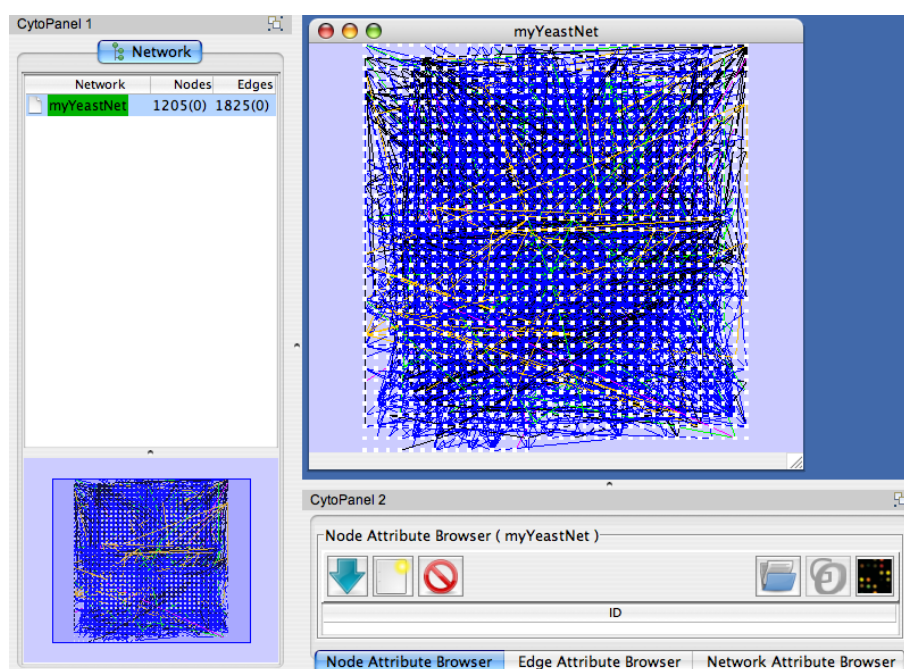 CytoPanel 1
Network
Network Nodes Edges
myYeastNet 1205(0) 1825(0)
myYeastNet
CytoPanel 2
Node Attribute Browser ( myYeastNet )
ID
Node Attribute Browser Edge Attribute Browser Network Attribute Browser